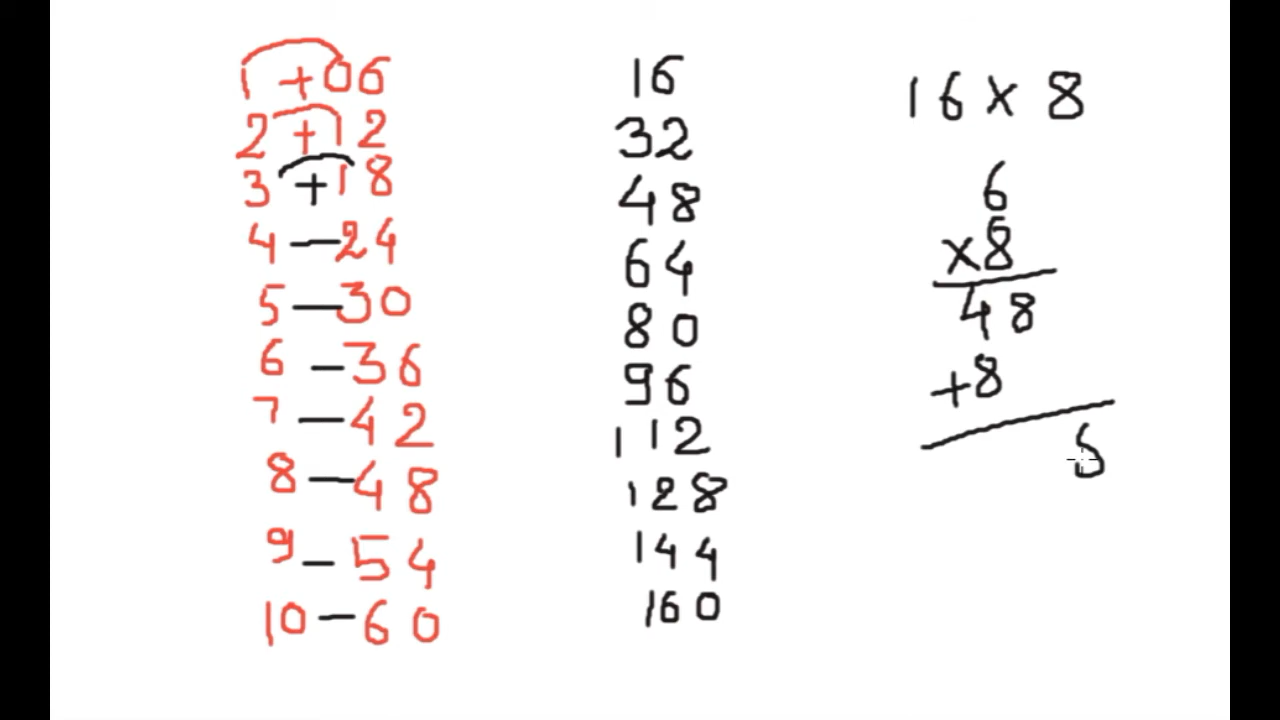 1 + 06
2 + 12
3 + 18
4 — 24
5 — 30
6 — 36
7 — 42
8 — 48
9 — 54
10 — 60
16
32
48
64
80
96
112
128
144
160
16 x 8
6
x 8
48
+ 8